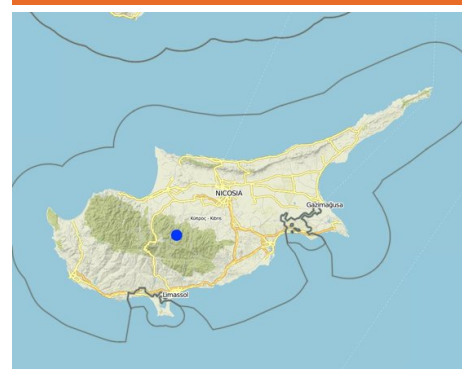 NICOSIA
Gazimağusa
Κύπρος - Kıbrıs
Limassol